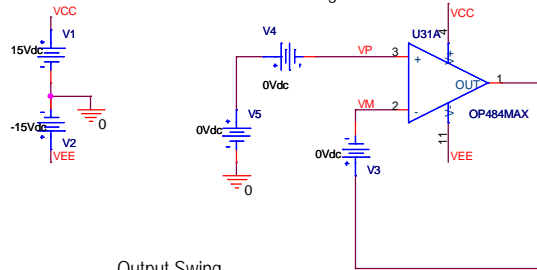 VCC
V1
15Vdc
0
-15Vdc
V2
VEE
V4
0Vdc
V5
0Vdc
0
VP
VM
0Vdc
V3
VCC
U31A
4
3
+
V+
OUT
1
2
-
V-
OP484MAX
11
VEE
Output Swing